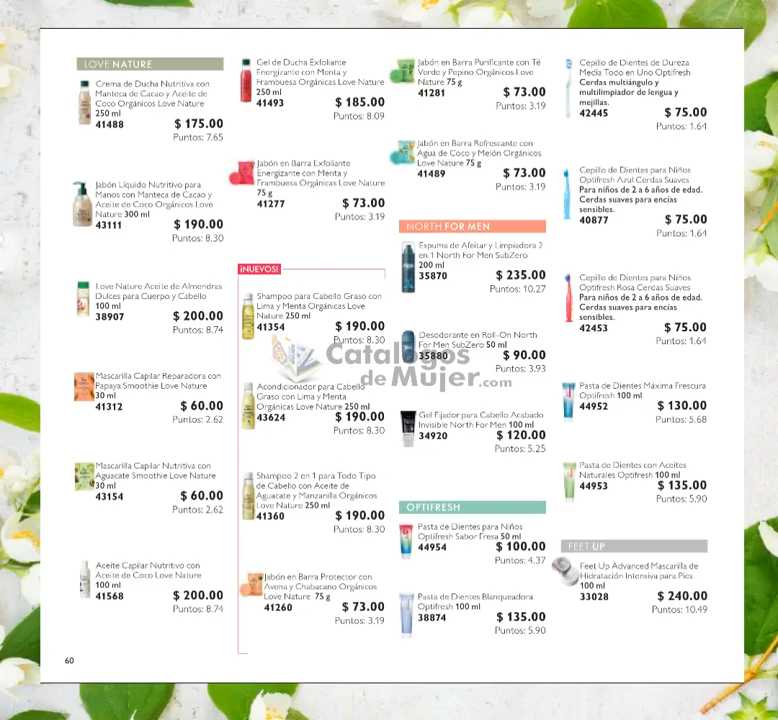 LOVE NATURE
Crema de Ducha Nutritiva con
Manteca de Cacao y Aceite de
Coco Orgánicos Love Nature
250 ml
41488
$ 175.00
Puntos: 7.65
Jabón Líquido Nutritivo para
Manos con Manteca de Cacao y
Aceite de Coco Orgánicos Love
Nature 300 ml
43111
$ 190.00
Puntos: 8.30
Love Nature Aceite de Almendras
Dulces para Cuerpo y Cabello
100 ml
38907
$ 200.00
Puntos: 8.74
Mascarilla Capilar Reparadora con
Papaya Smoothie Love Nature
30 ml
41312
$ 60.00
Puntos: 2.62
Mascarilla Capilar Nutritiva con
Aguacate Smoothie Love Nature
30 ml
43154
$ 60.00
Puntos: 2.62
Aceite Capilar Nutritivo con
Aceite de Coco Love Nature
100 ml
41568
$ 200.00
Puntos: 8.74
Gel de Ducha Exfoliante
Energizante con Menta y
Frambuesa Orgánicas Love Nature
250 ml
41493
$ 185.00
Puntos: 8.09
Jabón en Barra Exfoliante
Energizante con Menta y
Frambuesa Orgánicas Love Nature
75 g
41277
$ 73.00
Puntos: 3.19
¡NUEVOS!
Shampoo para Cabello Graso con
Lima y Menta Orgánicas Love
Nature 250 ml
41354
$ 190.00
Puntos: 8.30
Acondicionador para Cabello
Graso con Lima y Menta
Orgánicas Love Nature 250 ml
43624
$ 190.00
Puntos: 8.30
Shampoo 2 en 1 para Todo Tipo
de Cabello con Aceite de
Aguacate y Manzanilla Orgánicos
Love Nature 250 ml
41360
$ 190.00
Puntos: 8.30
Jabón en Barra Protector con
Avena y Chabacano Orgánicos
Love Nature 75 g
41260
$ 73.00
Puntos: 3.19
Jabón en Barra Purificante con Té
Verde y Pepino Orgánicos Love
Nature 75 g
41281
$ 73.00
Puntos: 3.19
Jabón en Barra Refrescante con
Agua de Coco y Melón Orgánicos
Love Nature 75 g
41489
$ 73.00
Puntos: 3.19
NORTH FOR MEN
Espuma de Afeitar y Limpiadora 2
en 1 North For Men SubZero
200 ml
35870
$ 235.00
Puntos: 10.27
Desodorante en Roll-On North
For Men SubZero 50 ml
35880
$ 90.00
Puntos: 3.93
Gel Fijador para Cabello Acabado
Invisible North For Men 100 ml
34920
$ 120.00
Puntos: 5.25
OPTIFRESH
Pasta de Dientes para Niños
Optifresh Sabor Fresa 50 ml
44954
$ 100.00
Puntos: 4.37
Pasta de Dientes Blanqueadora
Optifresh 100 ml
38874
$ 135.00
Puntos: 5.90
Cepillo de Dientes de Dureza
Media Todo en Uno Optifresh
Cerdas multiángulo y
multilimpiador de lengua y
mejillas.
42445
$ 75.00
Puntos: 1.64
Cepillo de Dientes para Niños
Optifresh Azul Cerdas Suaves
Para niños de 2 a 6 años de edad.
Cerdas suaves para encías
sensibles.
40877
$ 75.00
Puntos: 1.64
Cepillo de Dientes para Niños
Optifresh Rosa Cerdas Suaves
Para niños de 2 a 6 años de edad.
Cerdas suaves para encías
sensibles.
42453
$ 75.00
Puntos: 1.64
Pasta de Dientes Máxima Frescura
Optifresh 100 ml
44952
$ 130.00
Puntos: 5.68
Pasta de Dientes con Aceites
Naturales Optifresh 100 ml
44953
$ 135.00
Puntos: 5.90
FEET UP
Feet Up Advanced Mascarilla de
Hidratación Intensiva para Pies
100 ml
33028
$ 240.00
Puntos: 10.49
Catalogos
de Mujer.com
60